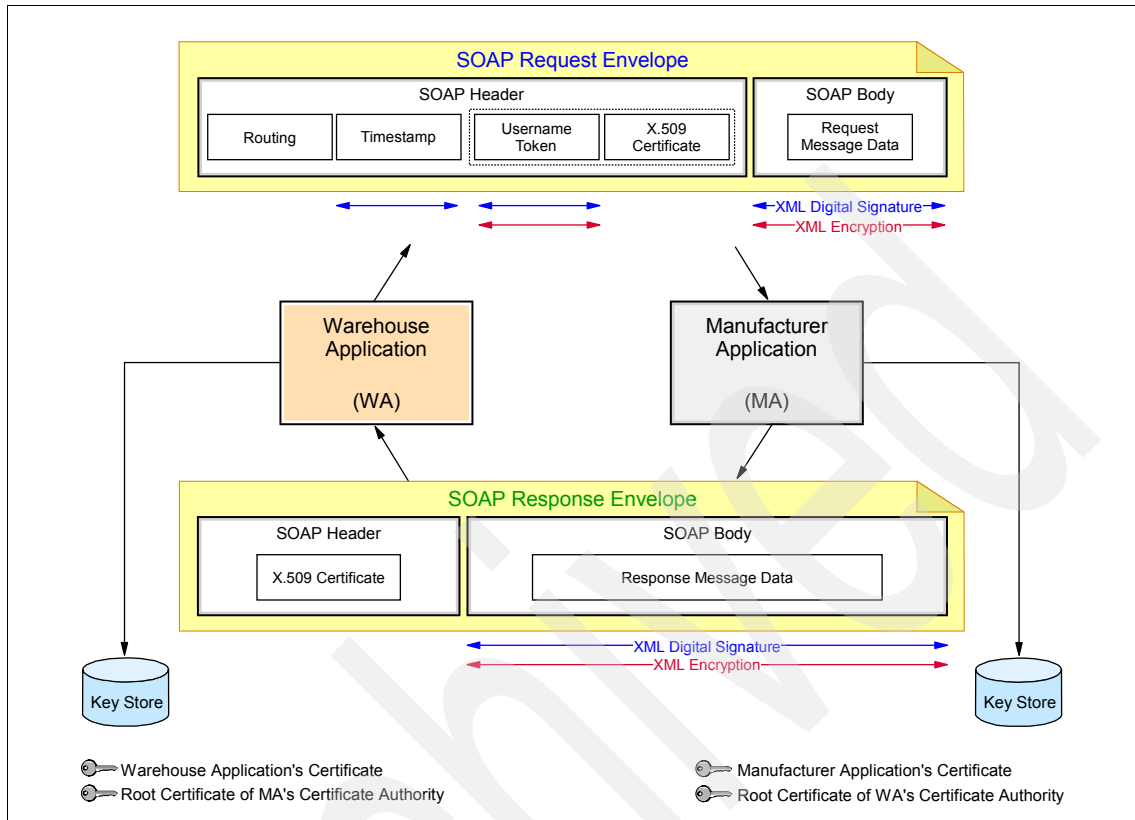 SOAP Request Envelope
SOAP Header
SOAP Body
Routing
Timestamp
Username
Token
X.509
Certificate
Request
Message Data
XML Digital Signature
XML Encryption
Warehouse
Application
(WA)
Manufacturer
Application
(MA)
SOAP Response Envelope
SOAP Header
SOAP Body
X.509 Certificate
Response Message Data
XML Digital Signature
XML Encryption
Key Store
Key Store
Warehouse Application's Certificate
Root Certificate of MA's Certificate Authority
Manufacturer Application's Certificate
Root Certificate of WA's Certificate Authority